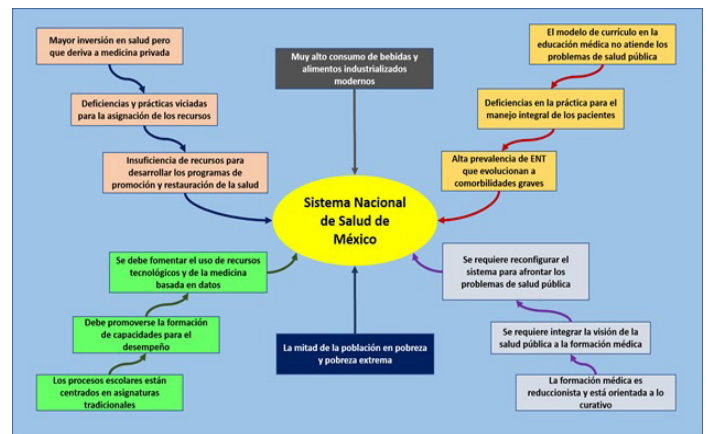 Mayor inversión en salud pero
que deriva a medicina privada
Deficiencias y prácticas viciadas
para la asignación de los recursos
Insuficiencia de recursos para
desarrollar los programas de
promoción y restauración de la salud
Muy alto consumo de bebidas y
alimentos industrializados
modernos
El modelo de currículo en la
educación médica no atiende los
problemas de salud pública
Deficiencias en la práctica para el
manejo integral de los pacientes
Alta prevalencia de ENT
que evolucionan a
comorbilidades graves
Sistema Nacional
de Salud de
México
Se debe fomentar el uso de recursos
tecnológicos y de la medicina
basada en datos
Debe promoverse la formación
de capacidades para el
desempeño
Los procesos escolares están
centrados en asignaturas
tradicionales
La mitad de la población en pobreza
y pobreza extrema
Se requiere reconfigurar el
sistema para afrontar los
problemas de salud pública
Se requiere integrar la visión de la
salud pública a la formación médica
La formación médica es
reduccionista y está orientada a lo
curativo